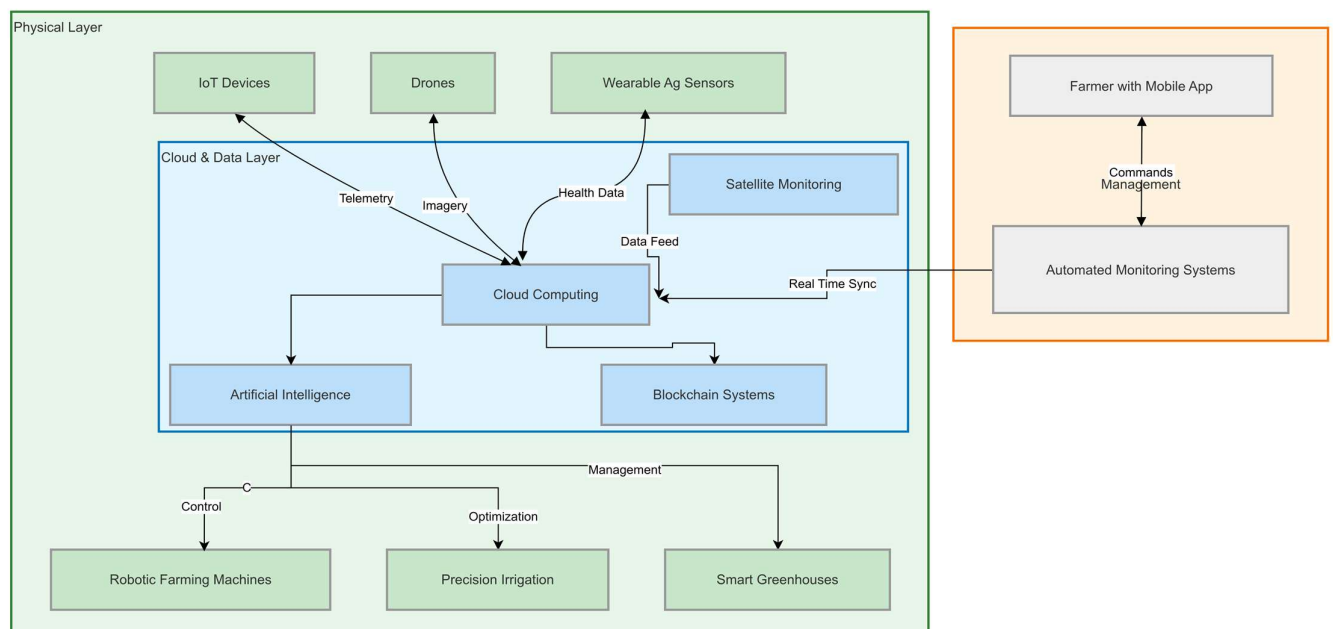 Physical Layer
IoT Devices
Drones
Wearable Ag Sensors
Farmer with Mobile App
Cloud & Data Layer
Satellite Monitoring
Commands
Management
Telemetry
Imagery
Health Data
Data Feed
Automated Monitoring Systems
Real Time Sync
Cloud Computing
Artificial Intelligence
Blockchain Systems
Management
C
Control
Optimization
Robotic Farming Machines
Precision Irrigation
Smart Greenhouses